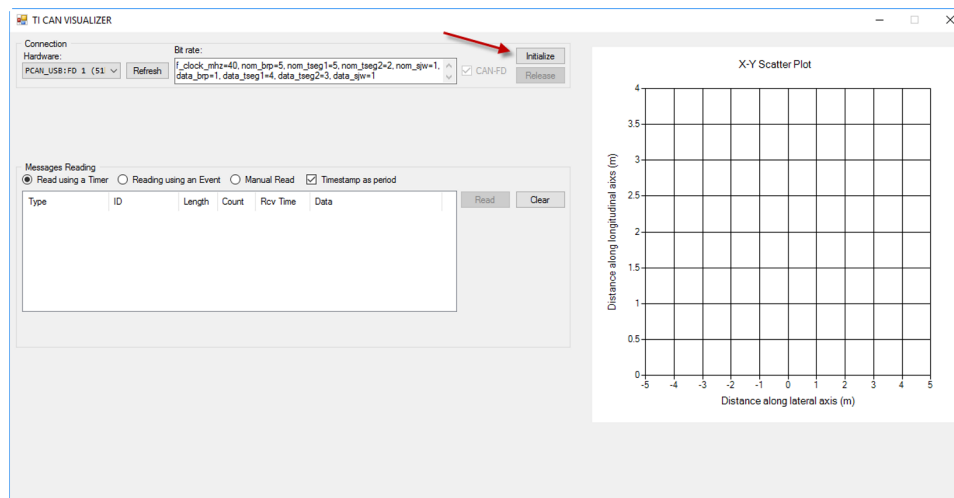 TI CAN VISUALIZER
Connection
Hardware:
Bit rate:
PCAN_USB:FD 1 (51
Refresh
f_clock_mhz=40, nom_brp=5, nom_tseg1=5, nom_tseg2=2, nom_sjw=1,
data_brp=1, data_tseg1=4, data_tseg2=3, data_sjw=1
CAN-FD
Initialize
Release
Messages Reading
Read using a Timer
Reading using an Event
Manual Read
Timestamp as period
Type ID Length Count Rcv Time Data
Read
Clear
X-Y Scatter Plot
Distance along longitudinal aixs (m)
4
3.5
3
2.5
2
1.5
1
0.5
0
-5 -4 -3 -2 -1 0 1 2 3 4 5
Distance along lateral axis (m)